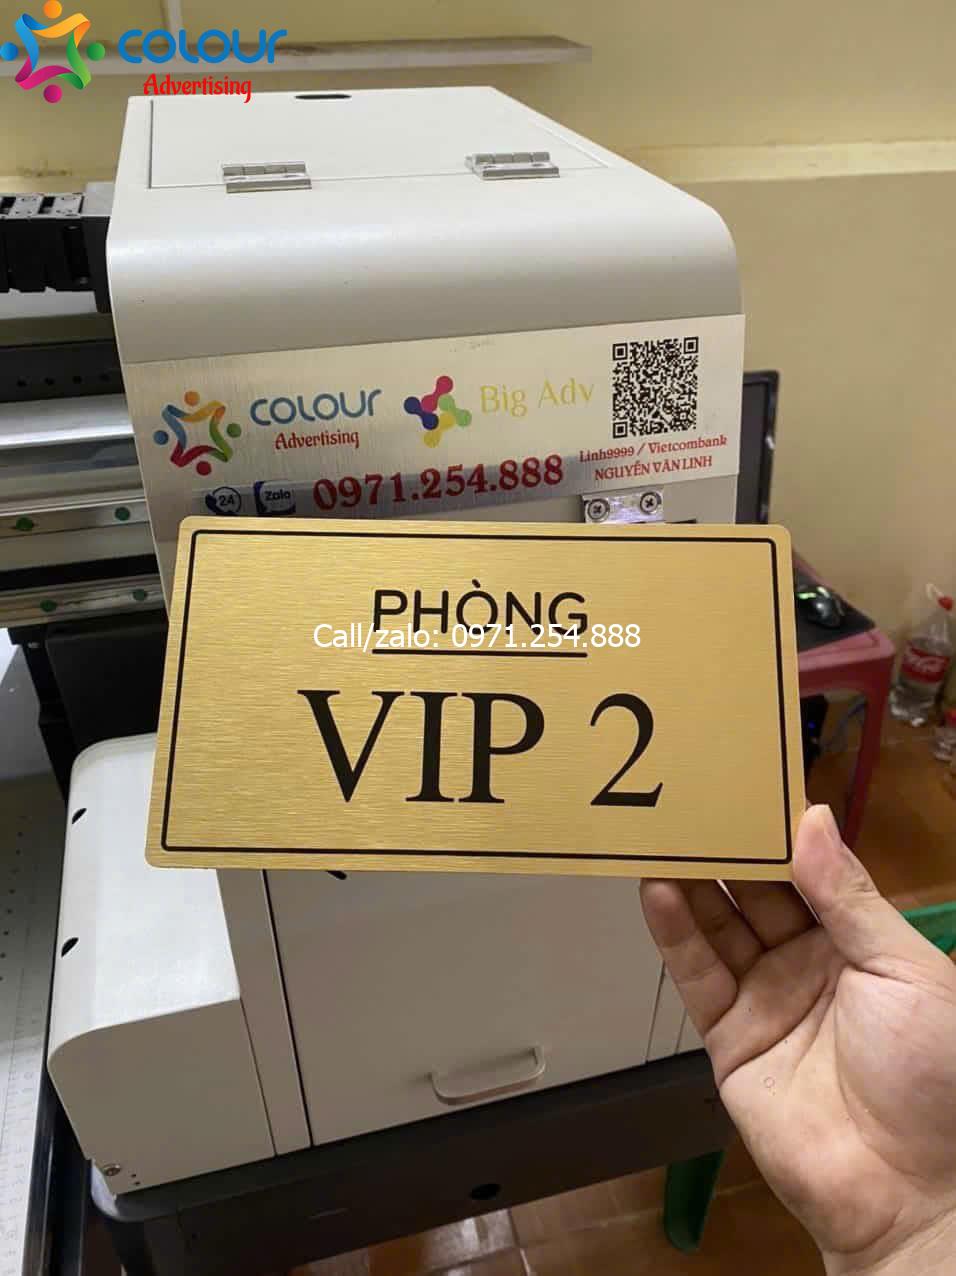 COLOUR
Advertising
COLOUR
Advertising
Big Adv
Linh9999 / Vietcombank
NGUYỄN VĂN LINH
24
Zalo
0971.254.888
PHÒNG
Call/zalo: 0971.254.888
VIP 2